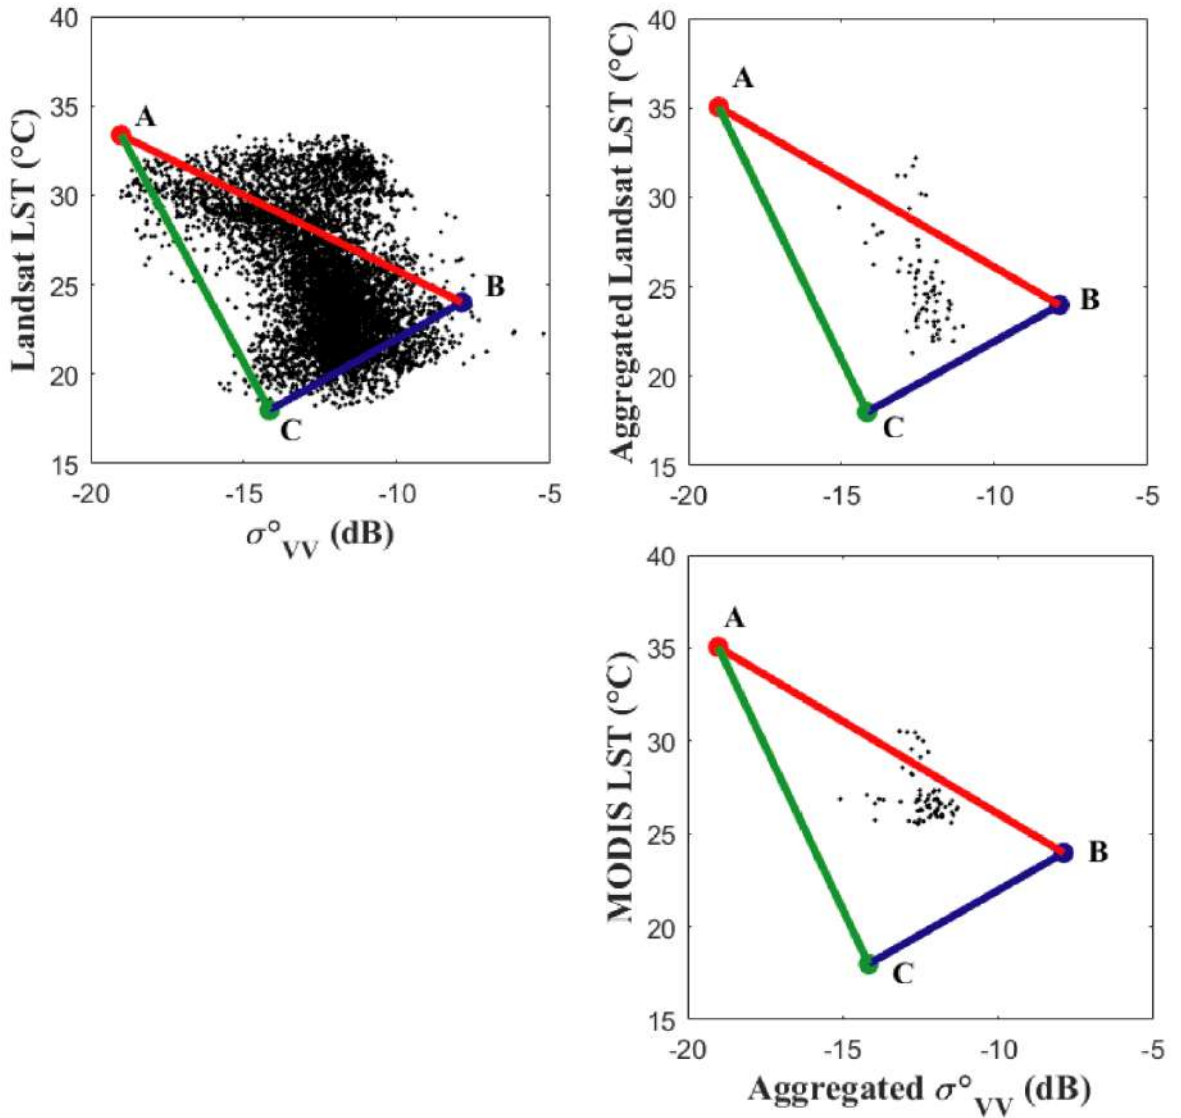 40
35
30
25
20
15
Landsat LST (°C)
A
B
C
-20
-15
-10
-5
σ°VV (dB)
40
35
30
25
20
15
Aggregated Landsat LST (°C)
A
B
C
-20
-15
-10
-5
40
35
30
25
20
15
MODIS LST (°C)
A
B
C
-20
-15
-10
-5
Aggregated σ°VV (dB)